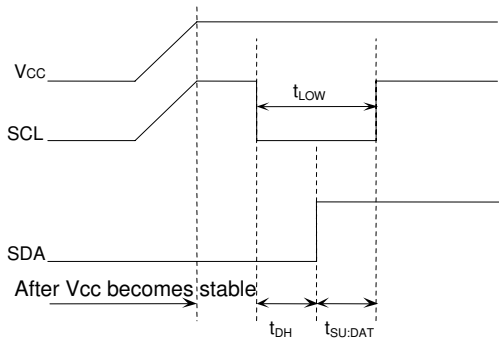 VCC
tLOW
SCL
SDA
After Vcc becomes stable
tDH
tSU;DAT